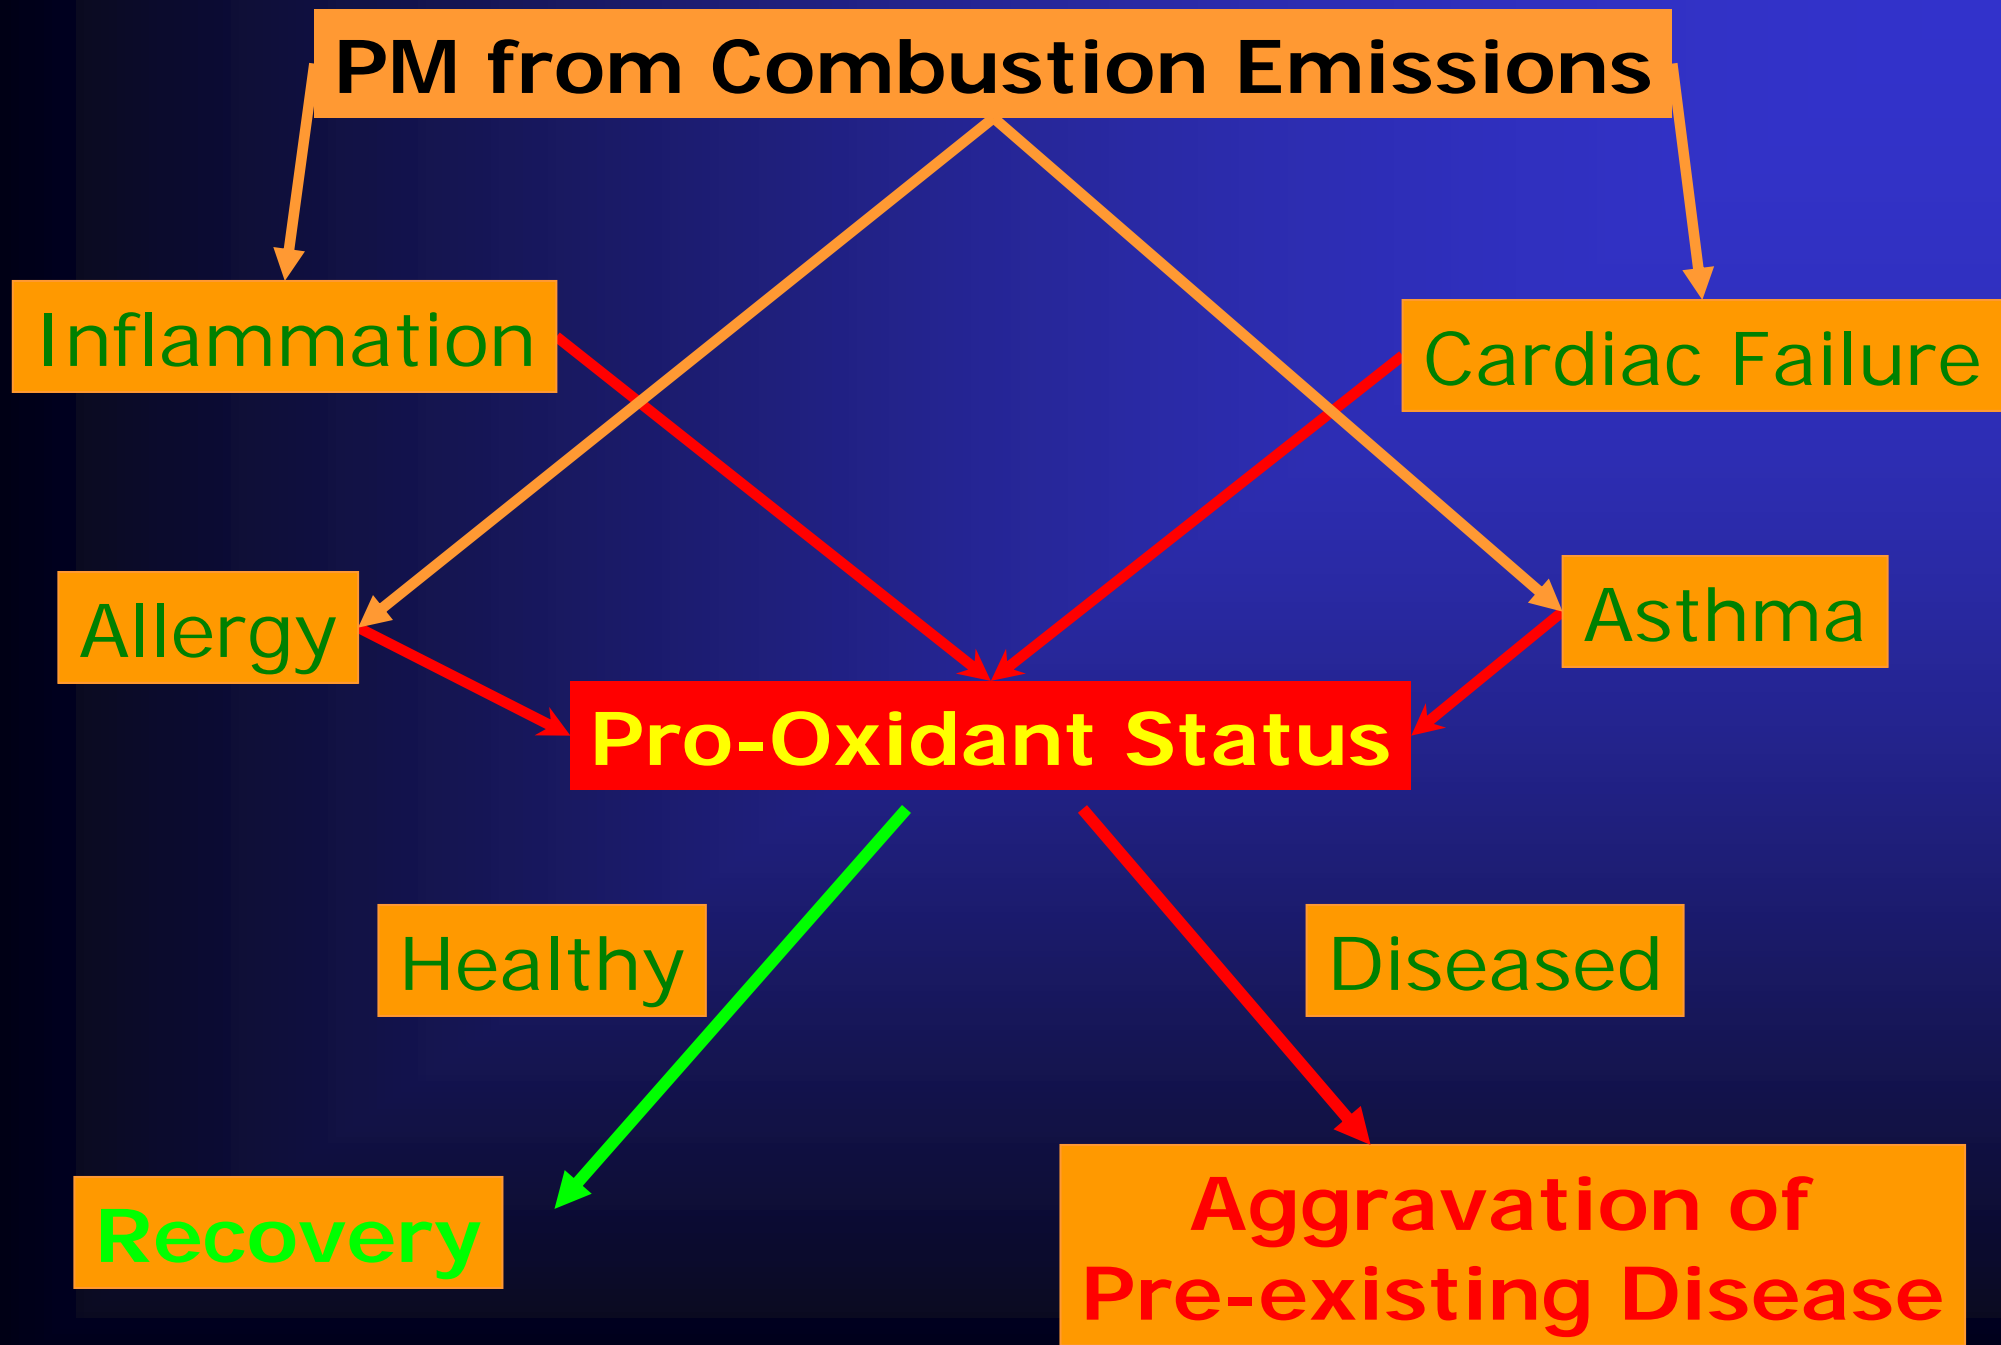 PM from Combustion Emissions
Inflammation
Cardiac Failure
Allergy
Asthma
Pro-Oxidant Status
Healthy
Diseased
Recovery
Aggravation of
Pre-existing Disease